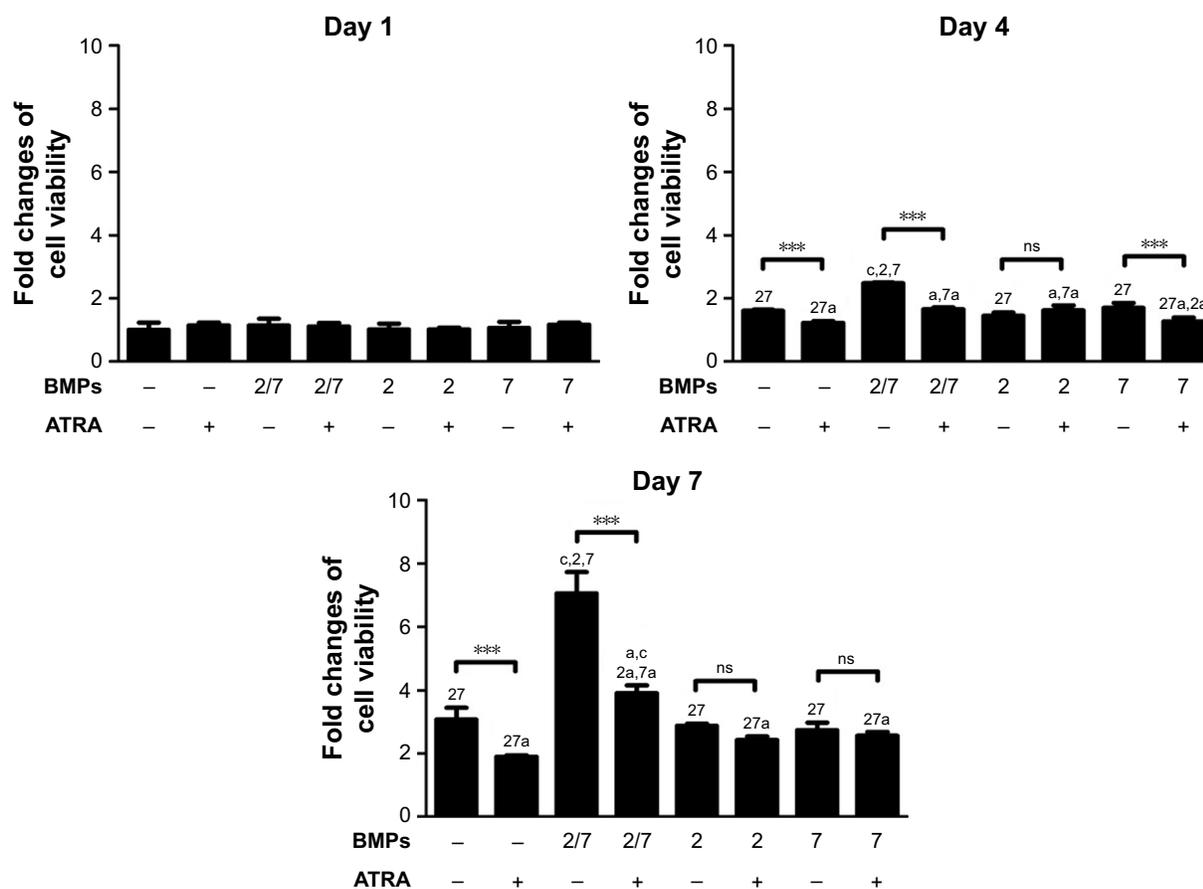 Day 1
Fold changes of
cell viability
10
8
6
4
2
0
BMPs – – 2/7 2/7 2 2 7 7
ATRA – + – + – + – +
Day 4
Fold changes of
cell viability
10
8
6
4
2
0
*** *** ns ***
27 27a c,2,7 a,7a 27 a,7a 27 27a,2a
BMPs – – 2/7 2/7 2 2 7 7
ATRA – + – + – + – +
Day 7
Fold changes of
cell viability
10
8
6
4
2
0
*** *** ns ns
27 27a c,2,7 a,c
2a,7a 27 27a 27 27a
BMPs – – 2/7 2/7 2 2 7 7
ATRA – + – + – + – +